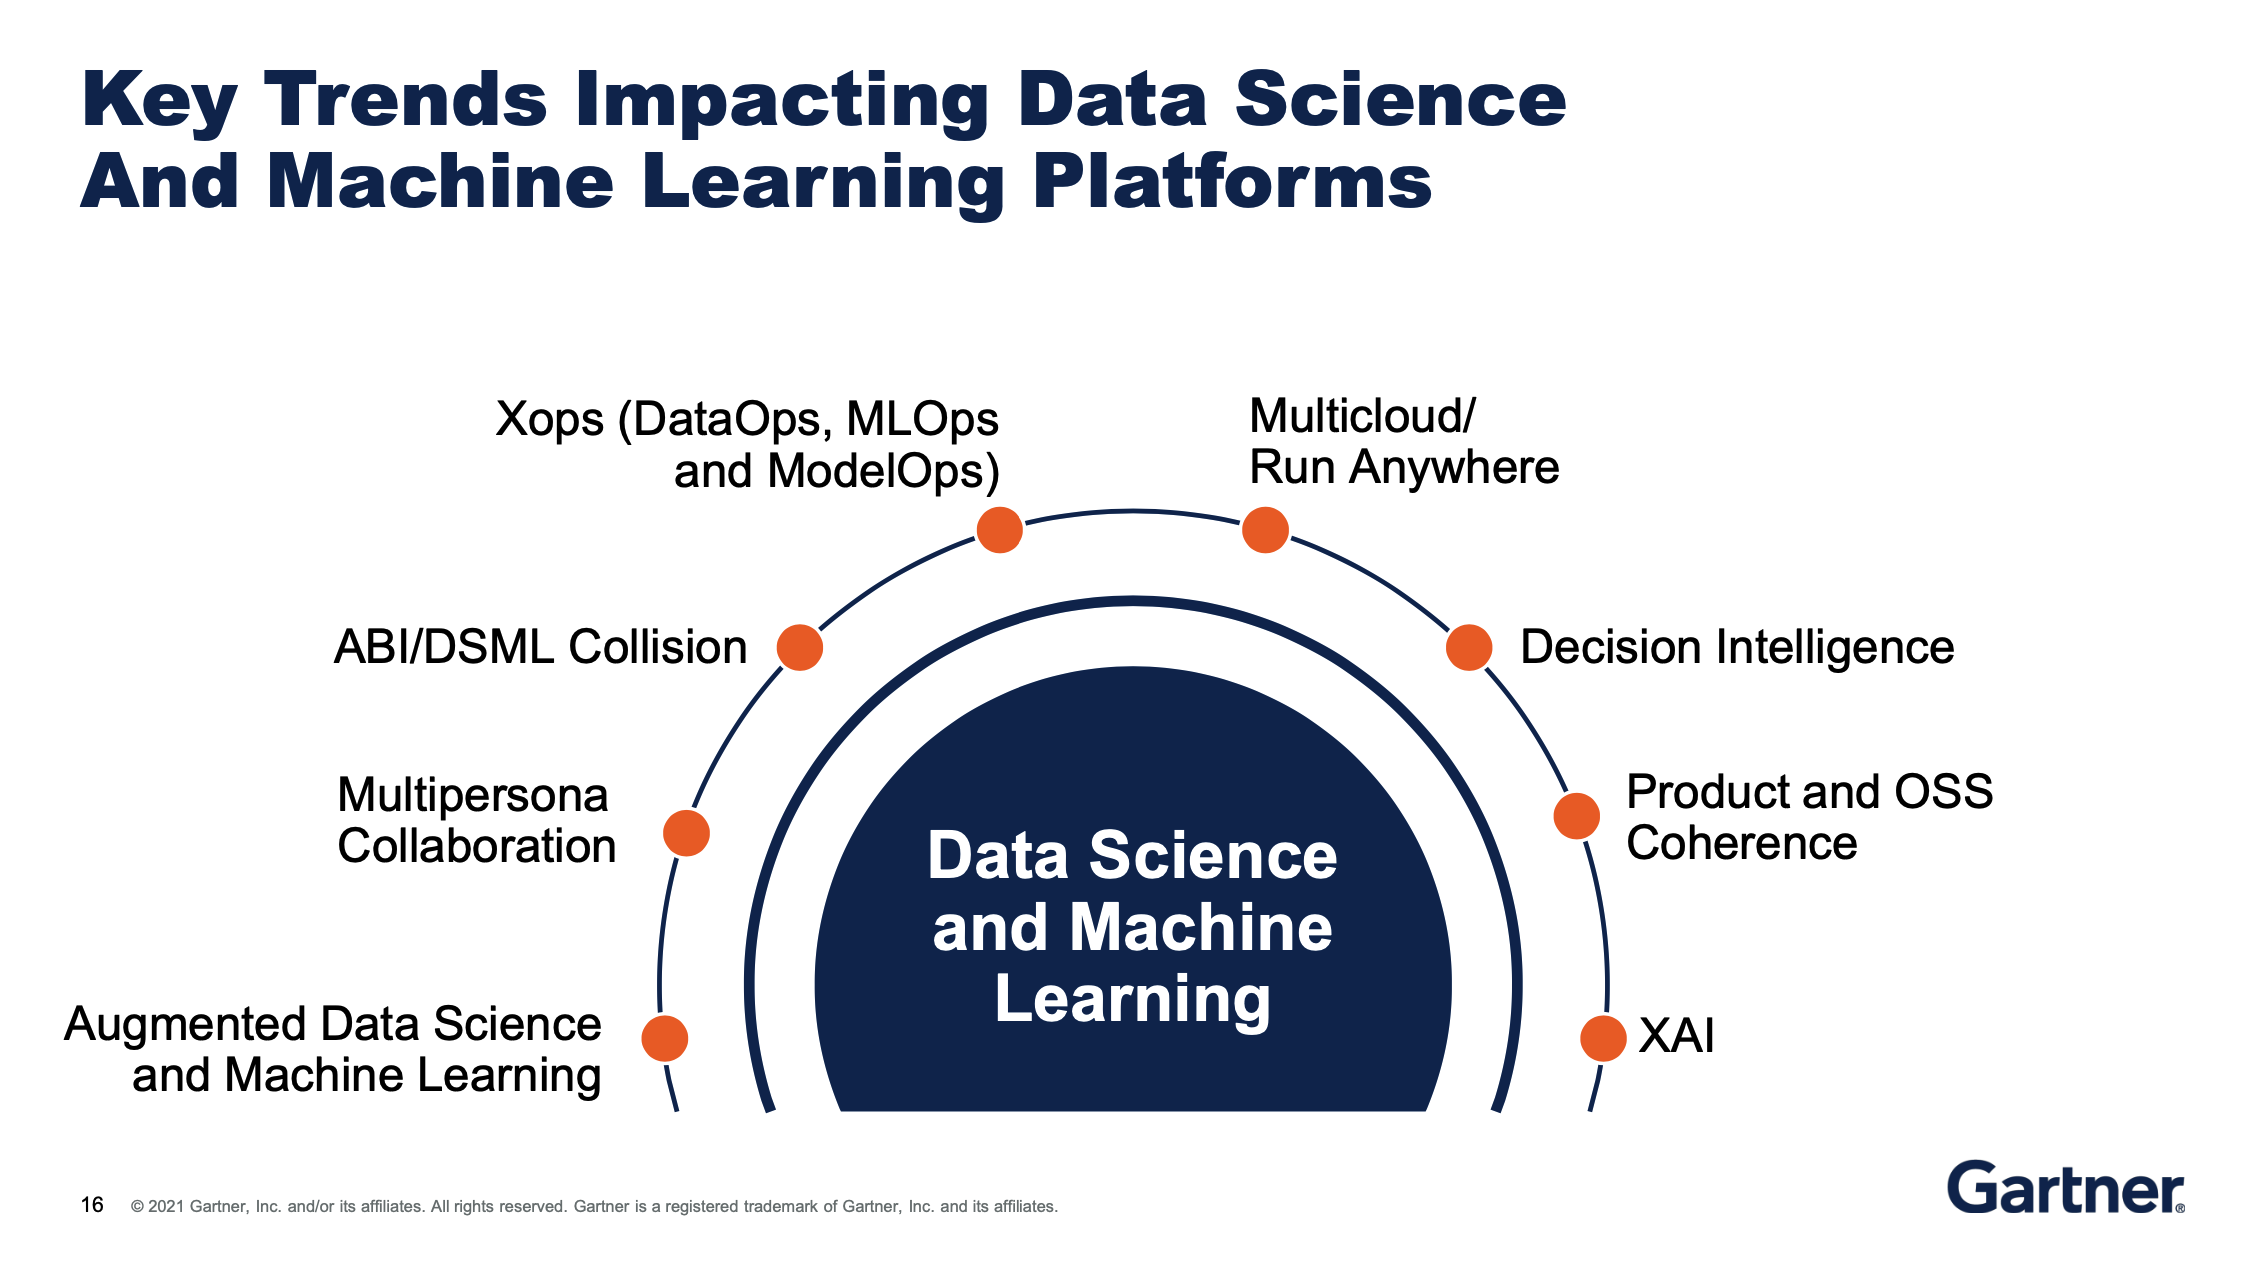 Key Trends Impacting Data Science
And Machine Learning Platforms
Xops (DataOps, MLOps
and ModelOps)
Multicloud/
Run Anywhere
ABI/DSML Collision
Decision Intelligence
Multipersona
Collaboration
Product and OSS
Coherence
Data Science
and Machine
Learning
Augmented Data Science
and Machine Learning
XAI
16 © 2021 Gartner, Inc. and/or its affiliates. All rights reserved. Gartner is a registered trademark of Gartner, Inc. and its affiliates.
Gartner®